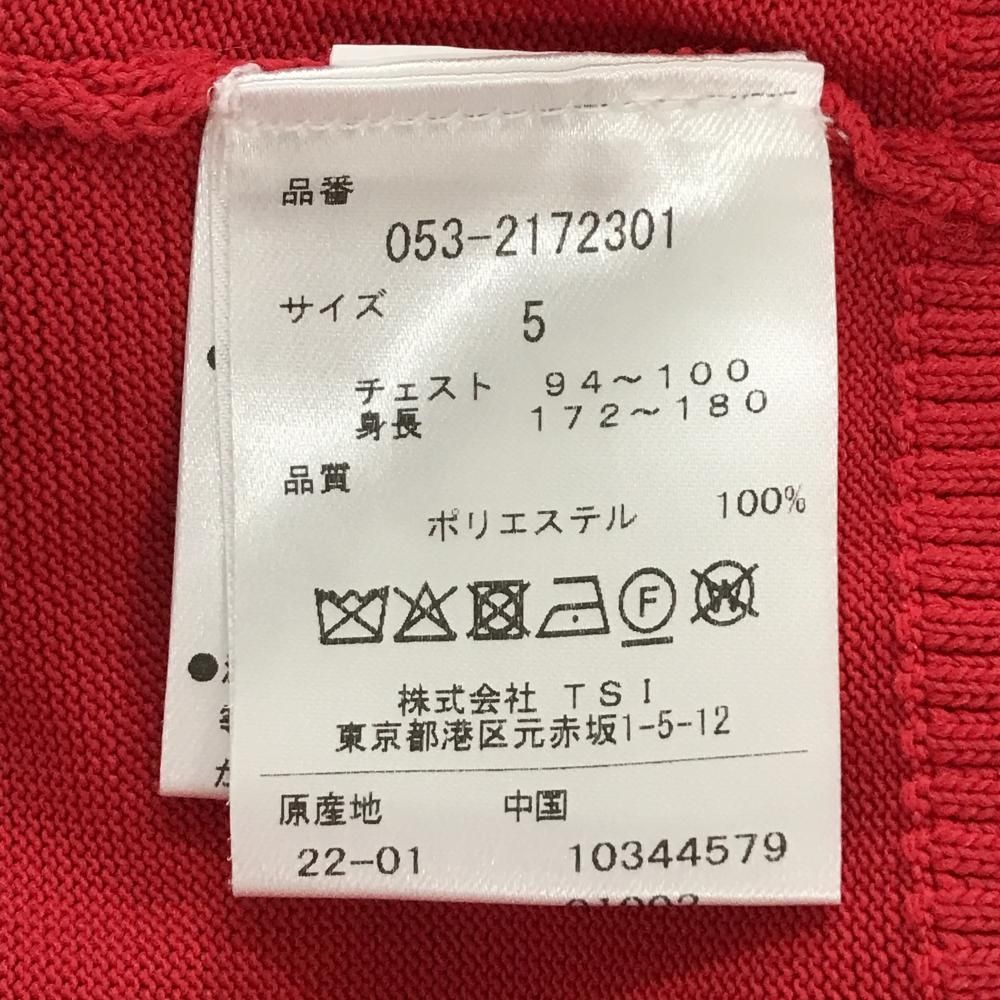 品番
053-2172301
サイズ 5
チェスト 94～100
身長 172～180
品質
ポリエステル 100%
F
W
株式会社 TSI
東京都港区元赤坂1-5-12
原産地 中国
22-01 10344579